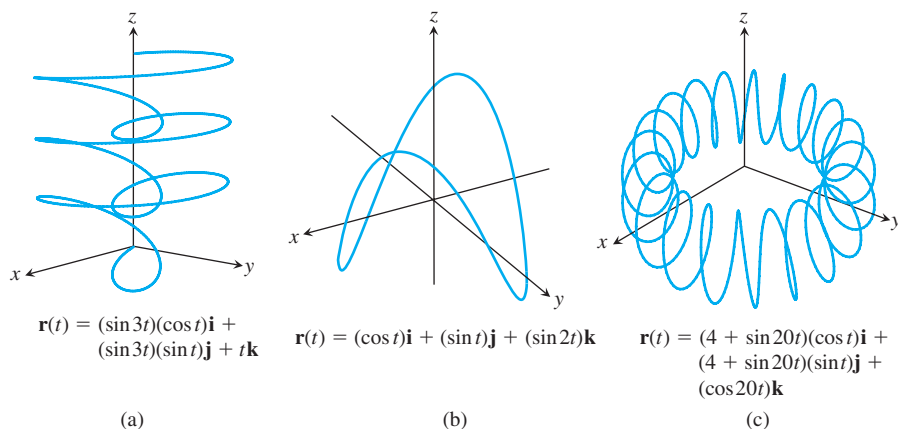 z
x
y
r(t) = (sin 3t)(cos t)i +
(sin 3t)(sin t)j + tk
(a)
z
x
y
r(t) = (cos t)i + (sin t)j + (sin 2t)k
(b)
z
x
y
r(t) = (4 + sin 20t)(cos t)i +
(4 + sin 20t)(sin t)j +
(cos 20t)k
(c)